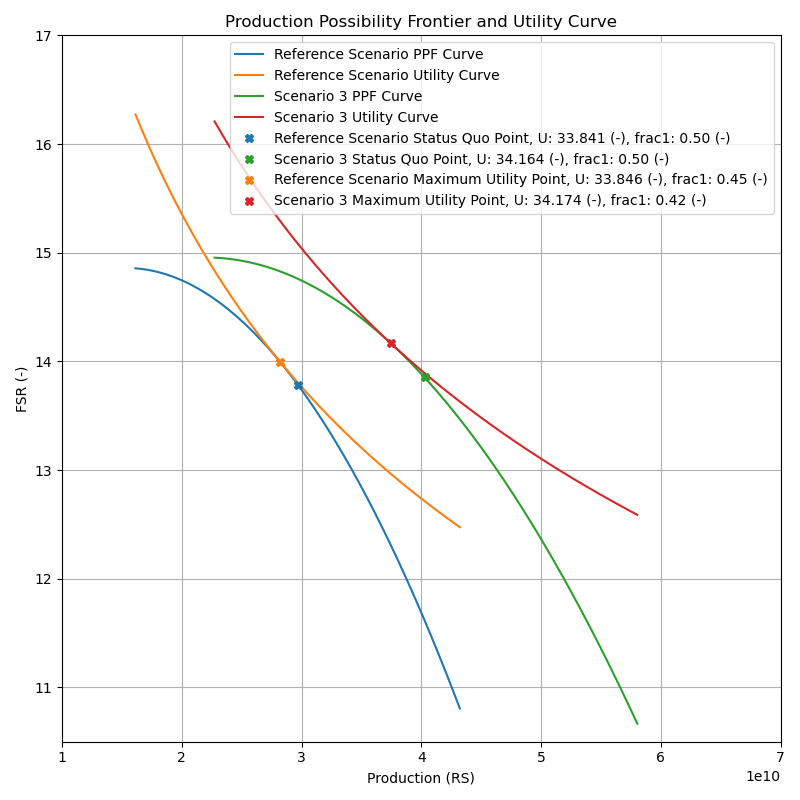 Production Possibility Frontier and Utility Curve
Reference Scenario PPF Curve
Reference Scenario Utility Curve
Scenario 3 PPF Curve
Scenario 3 Utility Curve
Reference Scenario Status Quo Point, U: 33.841 (-), frac1: 0.50 (-)
Scenario 3 Status Quo Point, U: 34.164 (-), frac1: 0.50 (-)
Reference Scenario Maximum Utility Point, U: 33.846 (-), frac1: 0.45 (-)
Scenario 3 Maximum Utility Point, U: 34.174 (-), frac1: 0.42 (-)
17
16
15
14
13
12
11
FSR (-)
1 2 3 4 5 6 7
1e10
Production (RS)